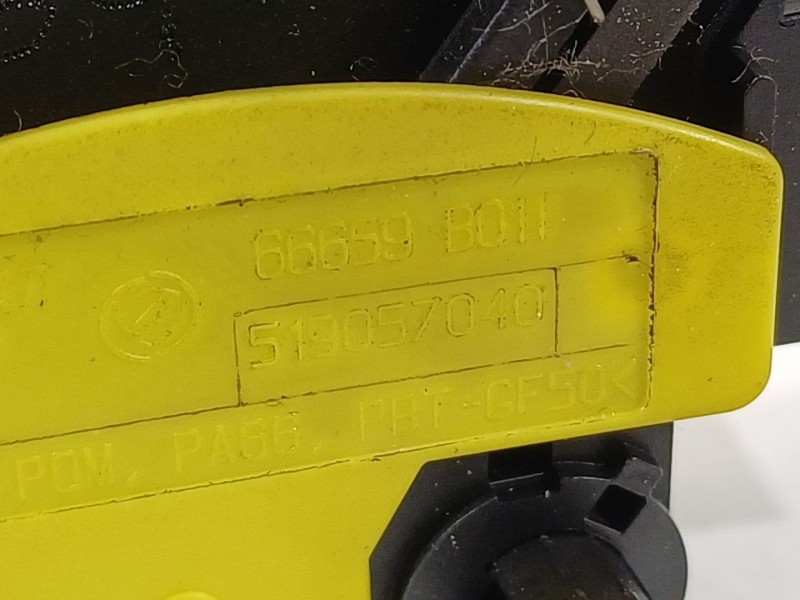 66659 B011
519057040
POM, PA66, PBT-GF50<